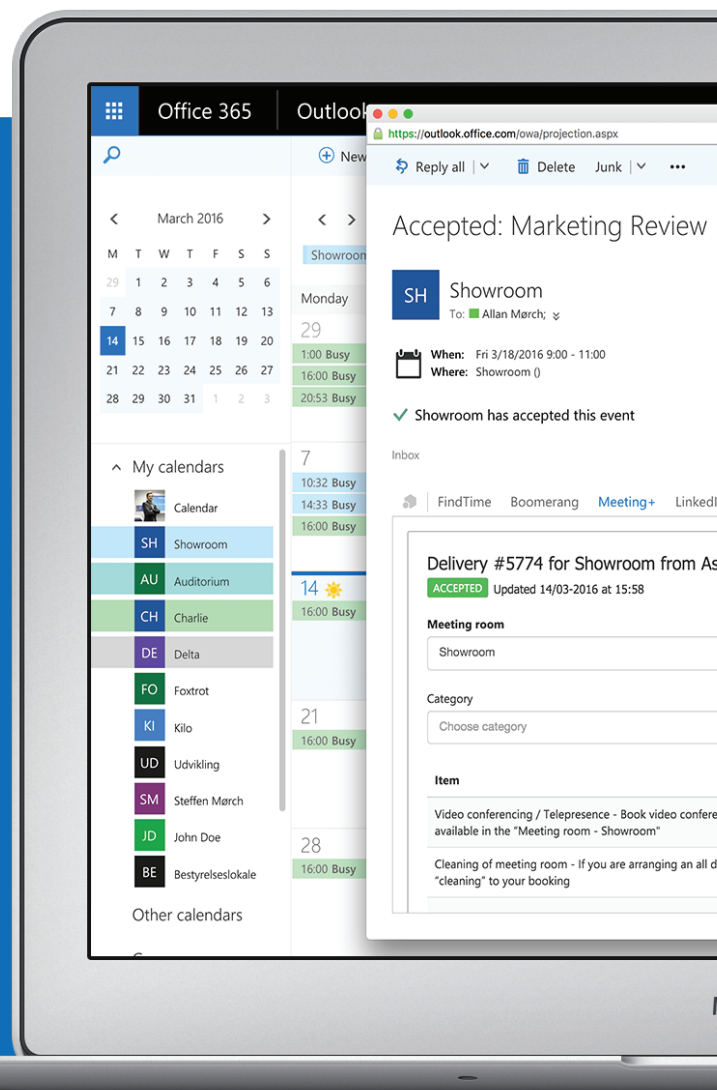 Office 365
Outlook
https://outlook.office.com/owa/projection.aspx
New
Reply all
Delete
Junk
March 2016
M T W T F S S
29 1 2 3 4 5 6
7 8 9 10 11 12 13
14 15 16 17 18 19 20
21 22 23 24 25 26 27
28 29 30 31 1 2 3
My calendars
Calendar
SH Showroom
AU Auditorium
CH Charlie
DE Delta
FO Foxtrot
KI Kilo
UD Udvikling
SM Steffen Mørch
JD John Doe
BE Bestyrelseslokale
Other calendars
Showroom
Monday
29
1:00 Busy
16:00 Busy
20:53 Busy
7
10:32 Busy
14:33 Busy
16:00 Busy
14
16:00 Busy
21
16:00 Busy
28
16:00 Busy
Accepted: Marketing Review
SH
Showroom
To: Allan Mørch;
When: Fri 3/18/2016 9:00 - 11:00
Where: Showroom ()
Showroom has accepted this event
Inbox
FindTime Boomerang Meeting+ LinkedI
Delivery #5774 for Showroom from As
ACCEPTED Updated 14/03-2016 at 15:58
Meeting room
Showroom
Category
Choose category
Item
Video conferencing / Telepresence - Book video confere
available in the "Meeting room - Showroom"
Cleaning of meeting room - If you are arranging an all d
"cleaning" to your booking